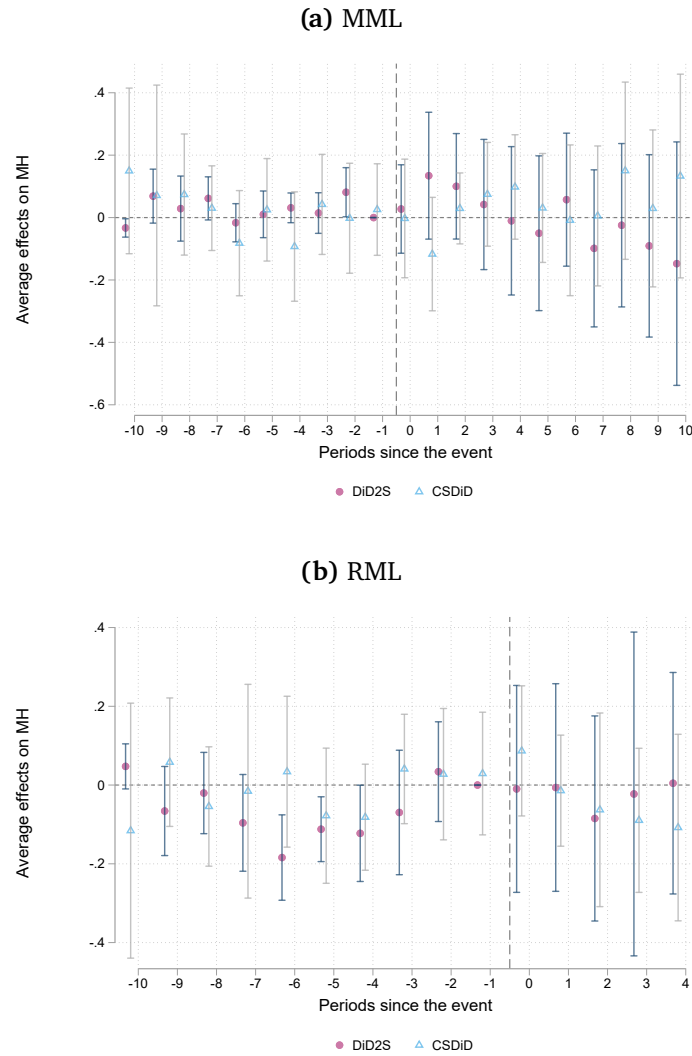 (a) MML
Average effects on MH
.4
.2
0
-.2
-.4
-.6
-10 -9 -8 -7 -6 -5 -4 -3 -2 -1 0 1 2 3 4 5 6 7 8 9 10
Periods since the event
DiD2S CSDiD
(b) RML
Average effects on MH
.4
.2
0
-.2
-.4
-10 -9 -8 -7 -6 -5 -4 -3 -2 -1 0 1 2 3 4
Periods since the event
DiD2S CSDiD